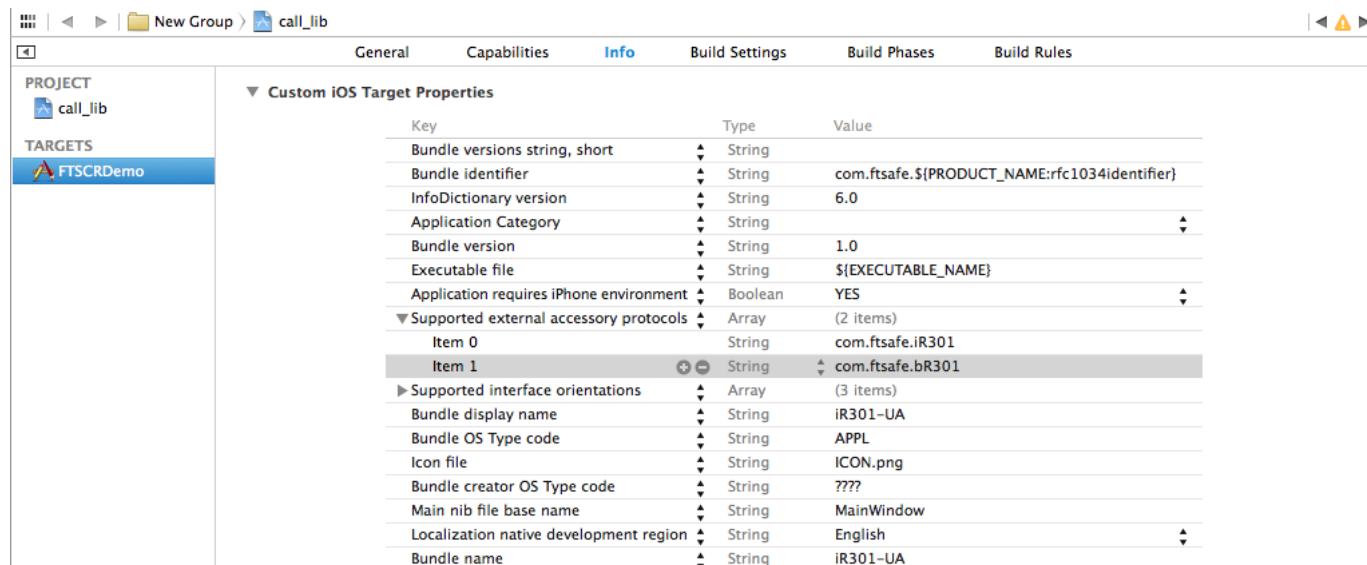 New Group call_lib
General Capabilities Info Build Settings Build Phases Build Rules
PROJECT
call_lib
TARGETS
FTSCRDemo
Custom iOS Target Properties
Key Type Value
Bundle versions string, short String
Bundle identifier String com.ftsafe.${PRODUCT_NAME:rfc1034identifier}
InfoDictionary version String 6.0
Application Category String
Bundle version String 1.0
Executable file String ${EXECUTABLE_NAME}
Application requires iPhone environment Boolean YES
Supported external accessory protocols Array (2 items)
Item 0 String com.ftsafe.iR301
Item 1 String com.ftsafe.bR301
Supported interface orientations Array (3 items)
Bundle display name String iR301-UA
Bundle OS Type code String APPL
Icon file String ICON.png
Bundle creator OS Type code String ????
Main nib file base name String MainWindow
Localization native development region String English
Bundle name String iR301-UA